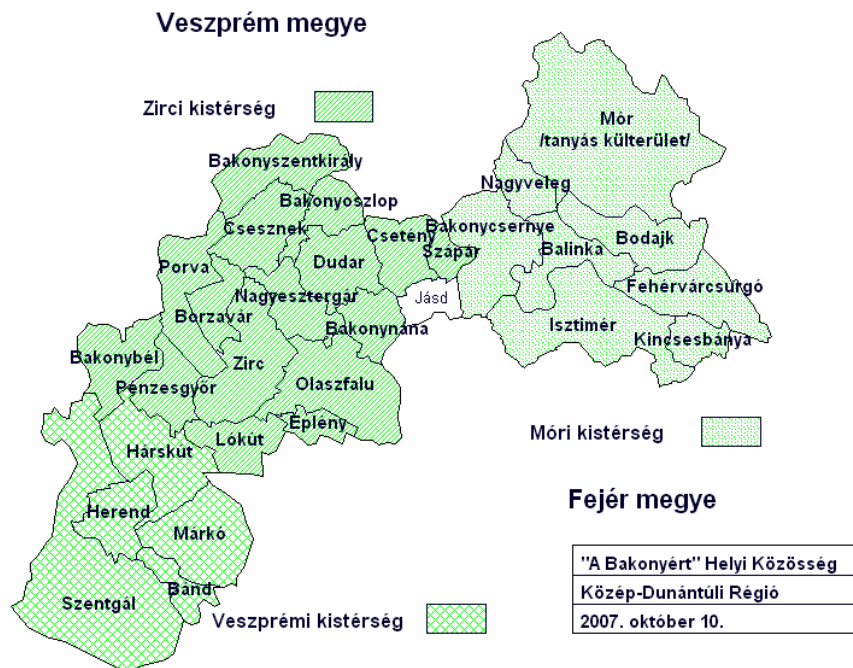 Veszprém megye
Zirci kistérség
Mór
/tanyás külterület/
Bakonyszentkirály
Nagyveleg
Bakonyoszlop
Csesznek
Csetény
Bakonycsernye
Szápár
Balinka
Bodajk
Porva
Dudar
Fehérvárcsurgó
Nagyesztergár
Jásd
Borzavár
Bakonynána
Isztimér
Kincsesbánya
Bakonybél
Zirc
Pénzesgyőr
Olaszfalu
Eplény
Lókút
Móri kistérség
Hárskút
Fejér megye
Herend
Márkó
"A Bakonyért" Helyi Közösség
Bánd
Közép-Dunántúli Régió
Szentgál
Veszprémi kistérség
2007. október 10.